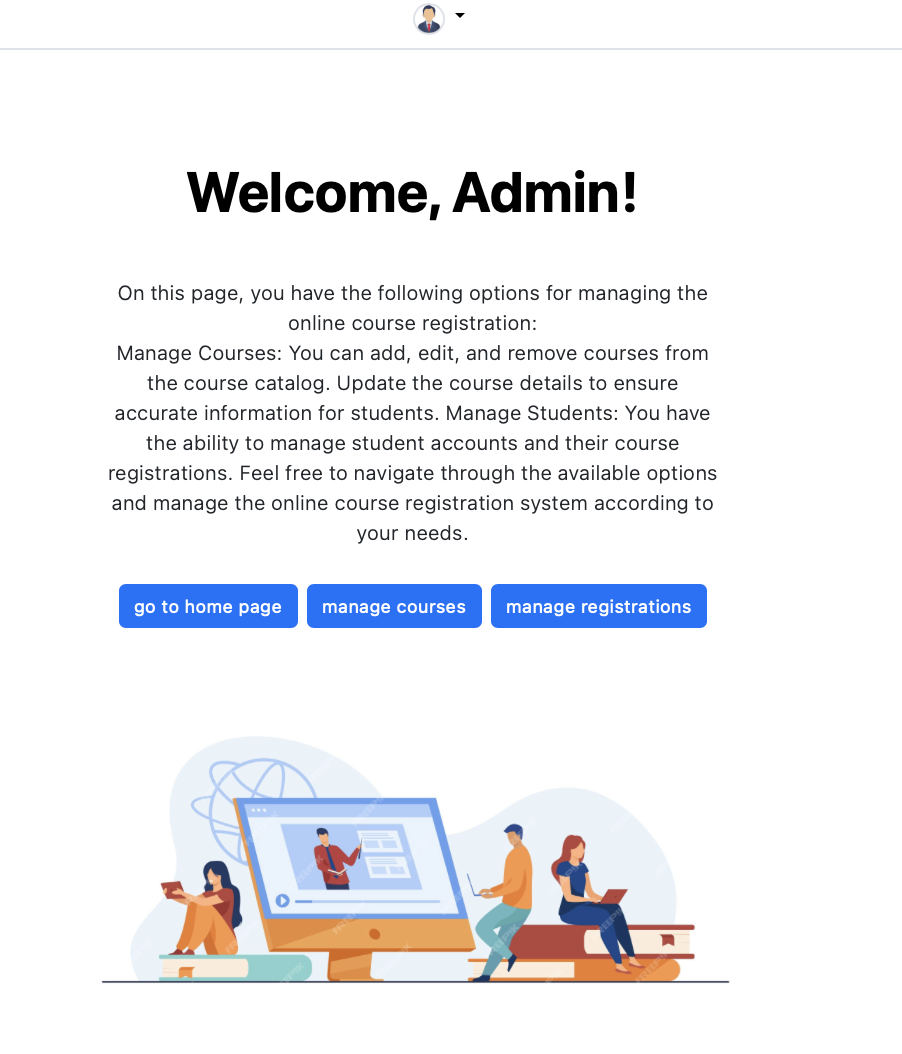 Welcome, Admin!
On this page, you have the following options for managing the
online course registration:
Manage Courses: You can add, edit, and remove courses from
the course catalog. Update the course details to ensure
accurate information for students. Manage Students: You have
the ability to manage student accounts and their course
registrations. Feel free to navigate through the available options
and manage the online course registration system according to
your needs.
go to home page
manage courses
manage registrations